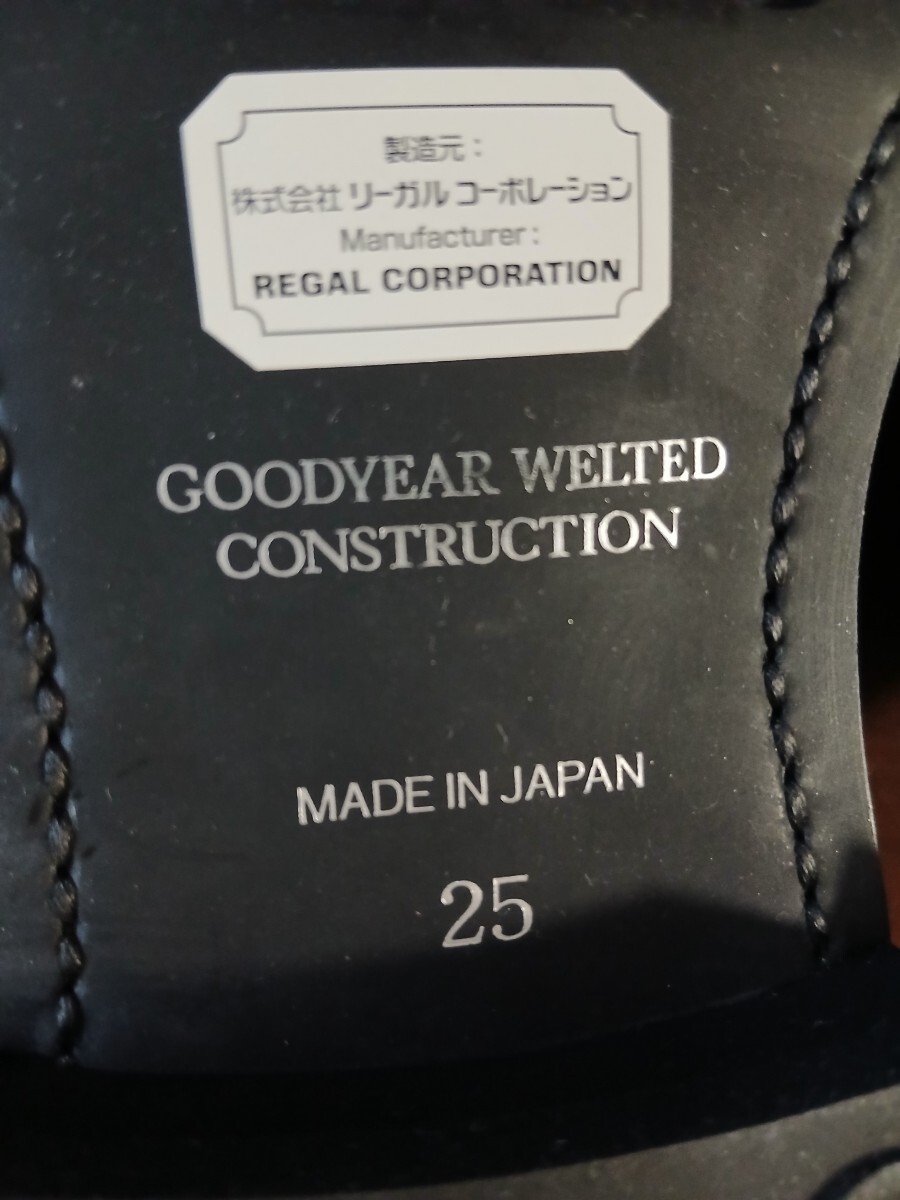 製造元：
株式会社 リーガル コーポレーション
Manufacturer:
REGAL CORPORATION
GOODYEAR WELTED
CONSTRUCTION
MADE IN JAPAN
25